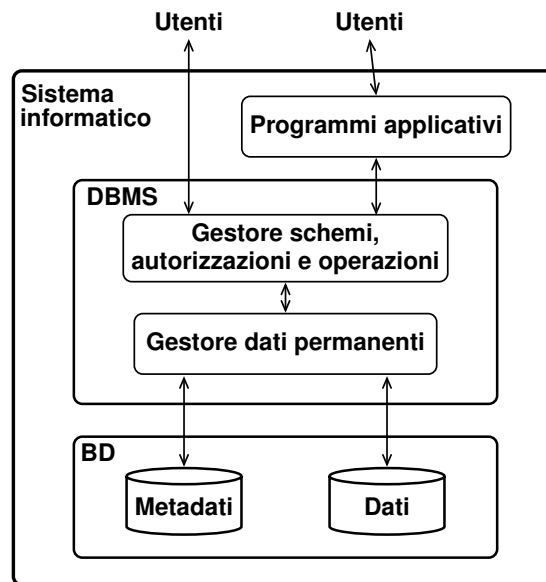 Utenti
Utenti
Sistema
informatico
Programmi applicativi
DBMS
Gestore schemi,
autorizzazioni e operazioni
Gestore dati permanenti
BD
Metadati
Dati